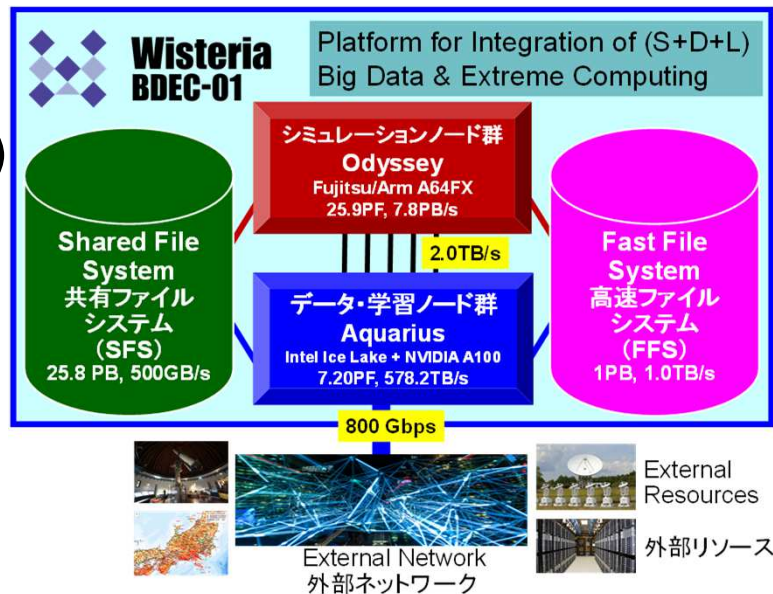 Wisteria
BDEC-01
Platform for Integration of (S+D+L)
Big Data & Extreme Computing
シミュレーションノード群
Odyssey
Fujitsu/Arm A64FX
25.9PF, 7.8PB/s
2.0TB/s
Shared File
System
共有ファイル
システム
(SFS)
25.8 PB, 500GB/s
データ・学習ノード群
Aquarius
Intel Ice Lake + NVIDIA A100
7.20PF, 578.2TB/s
Fast File
System
高速ファイル
システム
(FFS)
1PB, 1.0TB/s
800 Gbps
External Network
外部ネットワーク
External
Resources
外部リソース